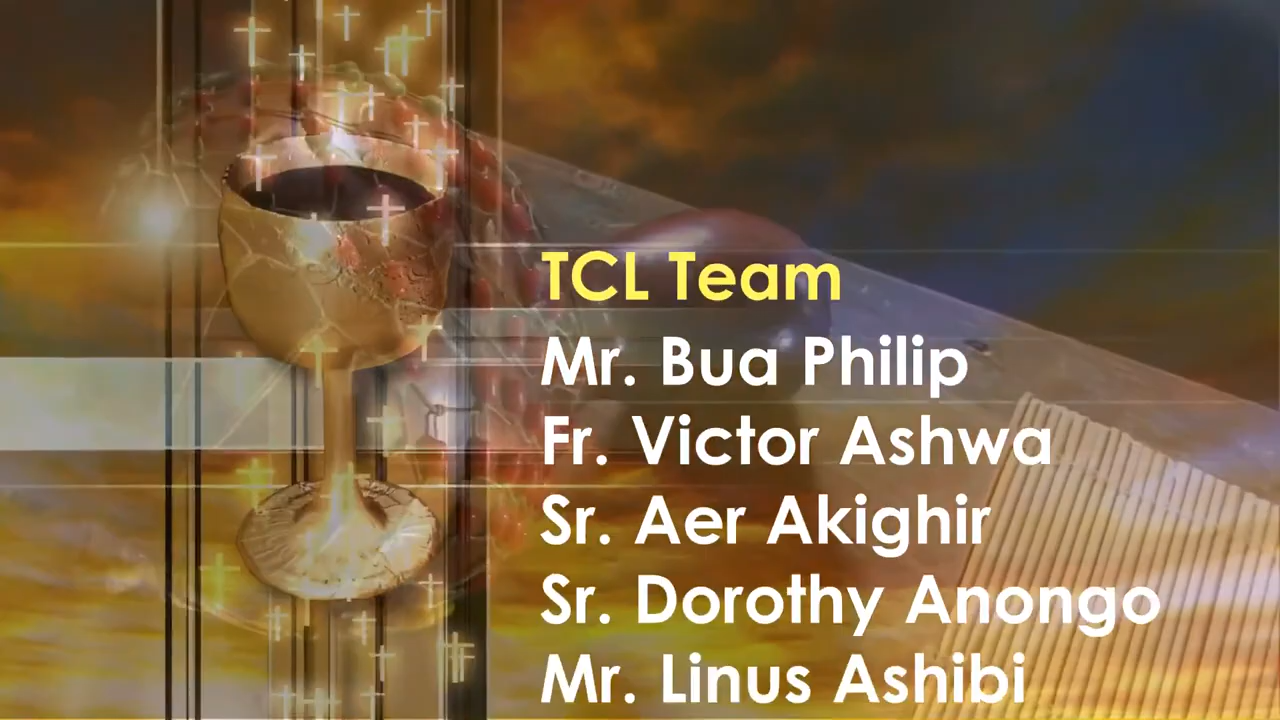 TCL Team
Mr. Bua Philip
Fr. Victor Ashwa
Sr. Aer Akighir
Sr. Dorothy Anongo
Mr. Linus Ashibi